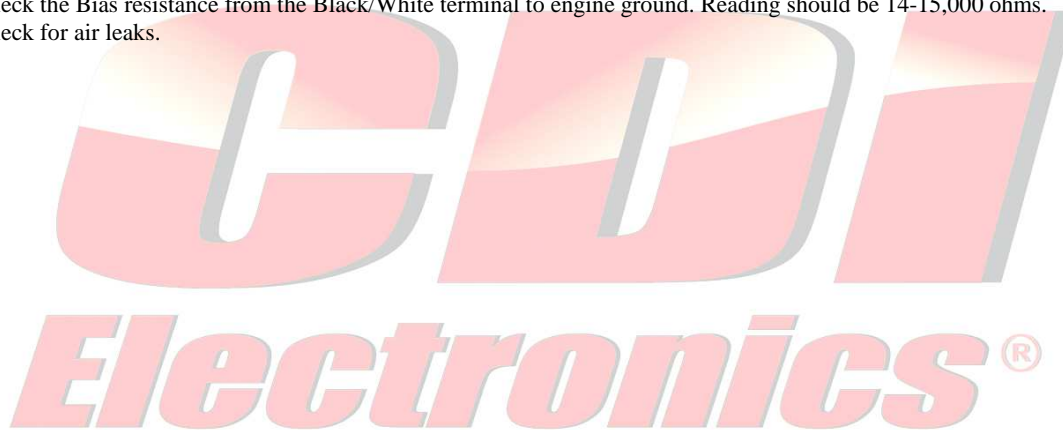 eck the Bias resistance from the Black/White terminal to engine ground. Reading should be 14-15,000 ohms.
eck for air leaks.
CDI
Electronics®